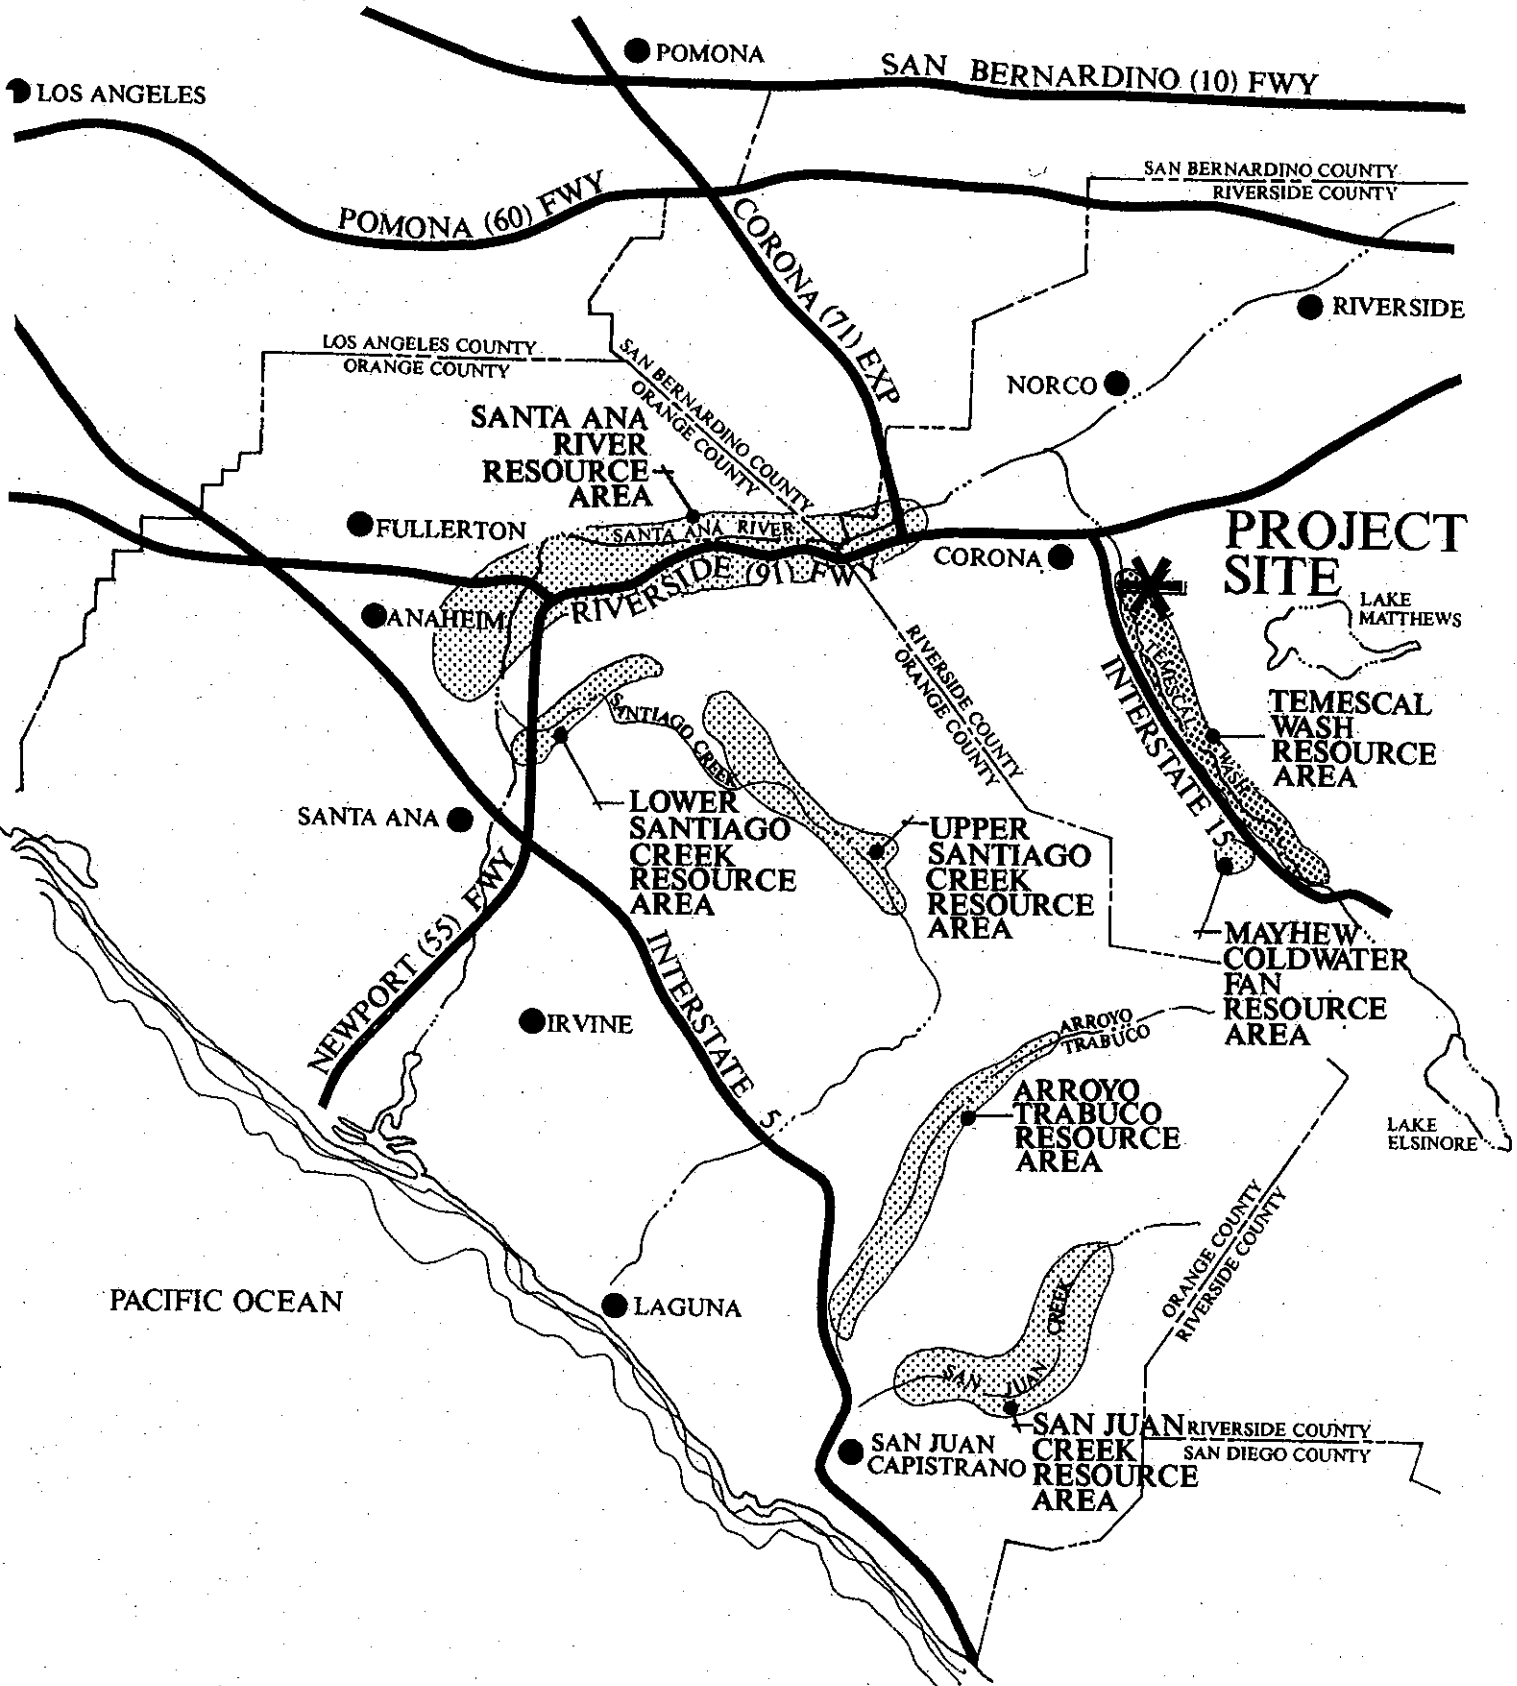 POMONA
SAN BERNARDINO (10) FWY
LOS ANGELES
SAN BERNARDINO COUNTY
RIVERSIDE COUNTY
POMONA (60) FWY
CORONA (71) EXP
RIVERSIDE
LOS ANGELES COUNTY
ORANGE COUNTY
SAN BERNARDINO COUNTY
ORANGE COUNTY
NORCO
SANTA ANA
RIVER
RESOURCE
AREA
FULLERTON
SANTA ANA RIVER
RIVERSIDE (91) FWY
CORONA
PROJECT
SITE
ANAHEIM
LAKE
MATTHEWS
RIVERSIDE COUNTY
ORANGE COUNTY
INTERSTATE 15
TEMESCAL WASH
TEMESCAL
WASH
RESOURCE
AREA
SANTIAGO CREEK
SANTA ANA
LOWER
SANTIAGO
CREEK
RESOURCE
AREA
UPPER
SANTIAGO
CREEK
RESOURCE
AREA
NEWPORT (55) FWY
MAYHEW
COLDWATER
FAN
RESOURCE
AREA
INTERSTATE 5
IRVINE
ARROYO
TRABUCO
ARROYO
TRABUCO
RESOURCE
AREA
LAKE
ELSINORE
ORANGE COUNTY
RIVERSIDE COUNTY
PACIFIC OCEAN
LAGUNA
SAN JUAN CREEK
SAN JUAN
CREEK
RESOURCE
AREA
RIVERSIDE COUNTY
SAN DIEGO COUNTY
SAN JUAN
CAPISTRANO